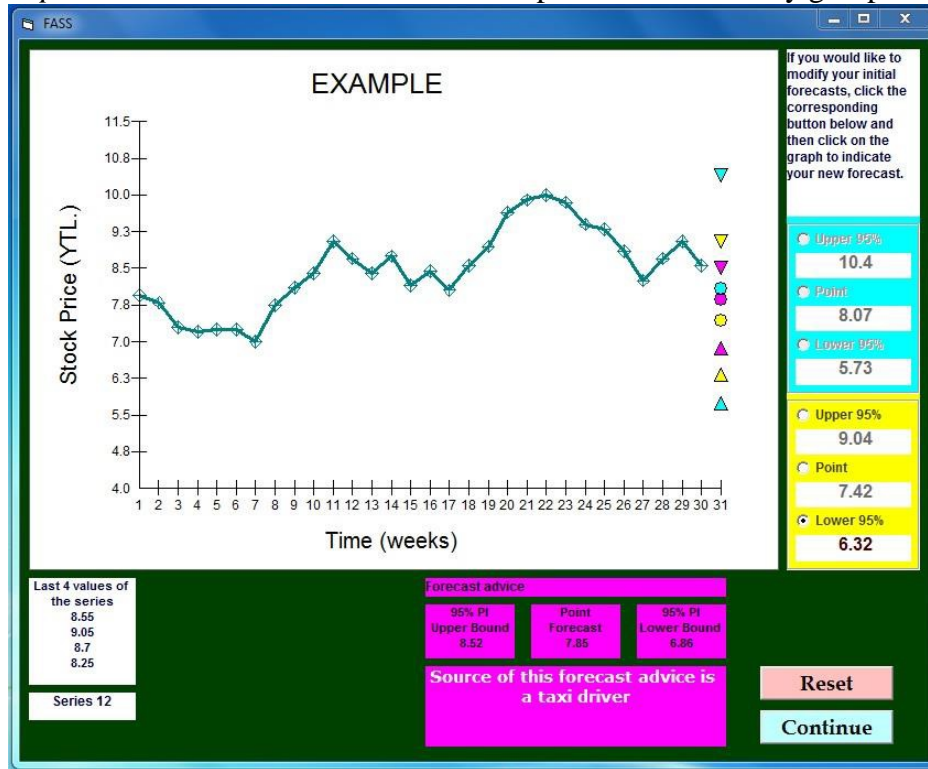 FASS
EXAMPLE
Stock Price (YTL.)
11.5
10.8
10.0
9.3
8.5
7.8
7.0
6.3
5.5
4.8
4.0
1 2 3 4 5 6 7 8 9 10 11 12 13 14 15 16 17 18 19 20 21 22 23 24 25 26 27 28 29 30 31
Time (weeks)
If you would like to
modify your initial
forecasts, click the
corresponding
button below and
then click on the
graph to indicate
your new forecast.
Upper 95%
10.4
Point
8.07
Lower 95%
5.73
Upper 95%
9.04
Point
7.42
Lower 95%
6.32
Last 4 values of
the series
8.55
9.05
8.7
8.25
Series 12
Forecast advice
95% PI
Upper Bound
8.52
Point
Forecast
7.85
95% PI
Lower Bound
6.86
Source of this forecast advice is
a taxi driver
Reset
Continue